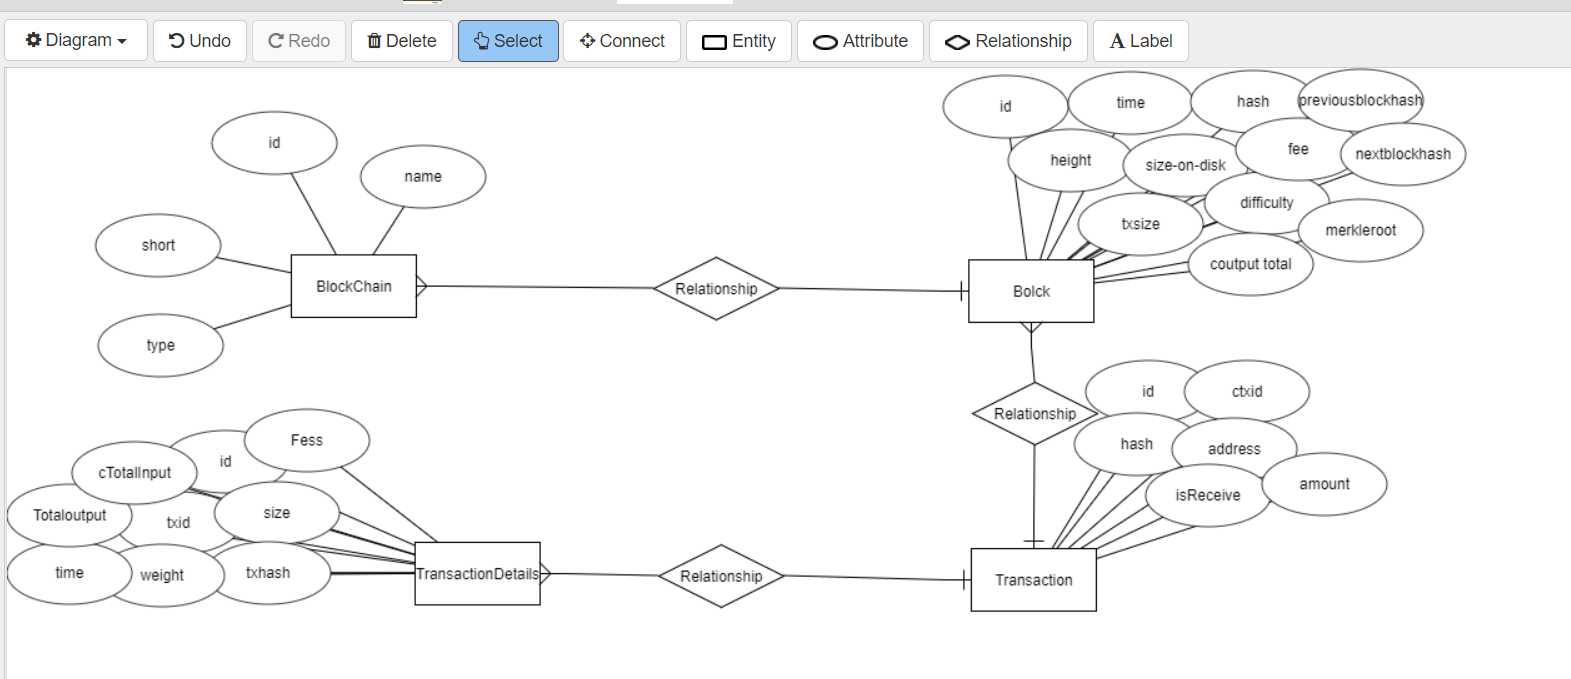 Diagram
Undo
Redo
Delete
Select
Connect
Entity
Attribute
Relationship
A Label
id
name
short
type
BlockChain
Relationship
id
time
hash
previousblockhash
height
size-on-disk
fee
nextblockhash
txsize
difficulty
merkleroot
coutput total
Bolck
Relationship
id
ctxid
hash
address
isReceive
amount
Fess
id
cTotalInput
Totaloutput
txid
size
time
weight
txhash
TransactionDetails
Relationship
Transaction